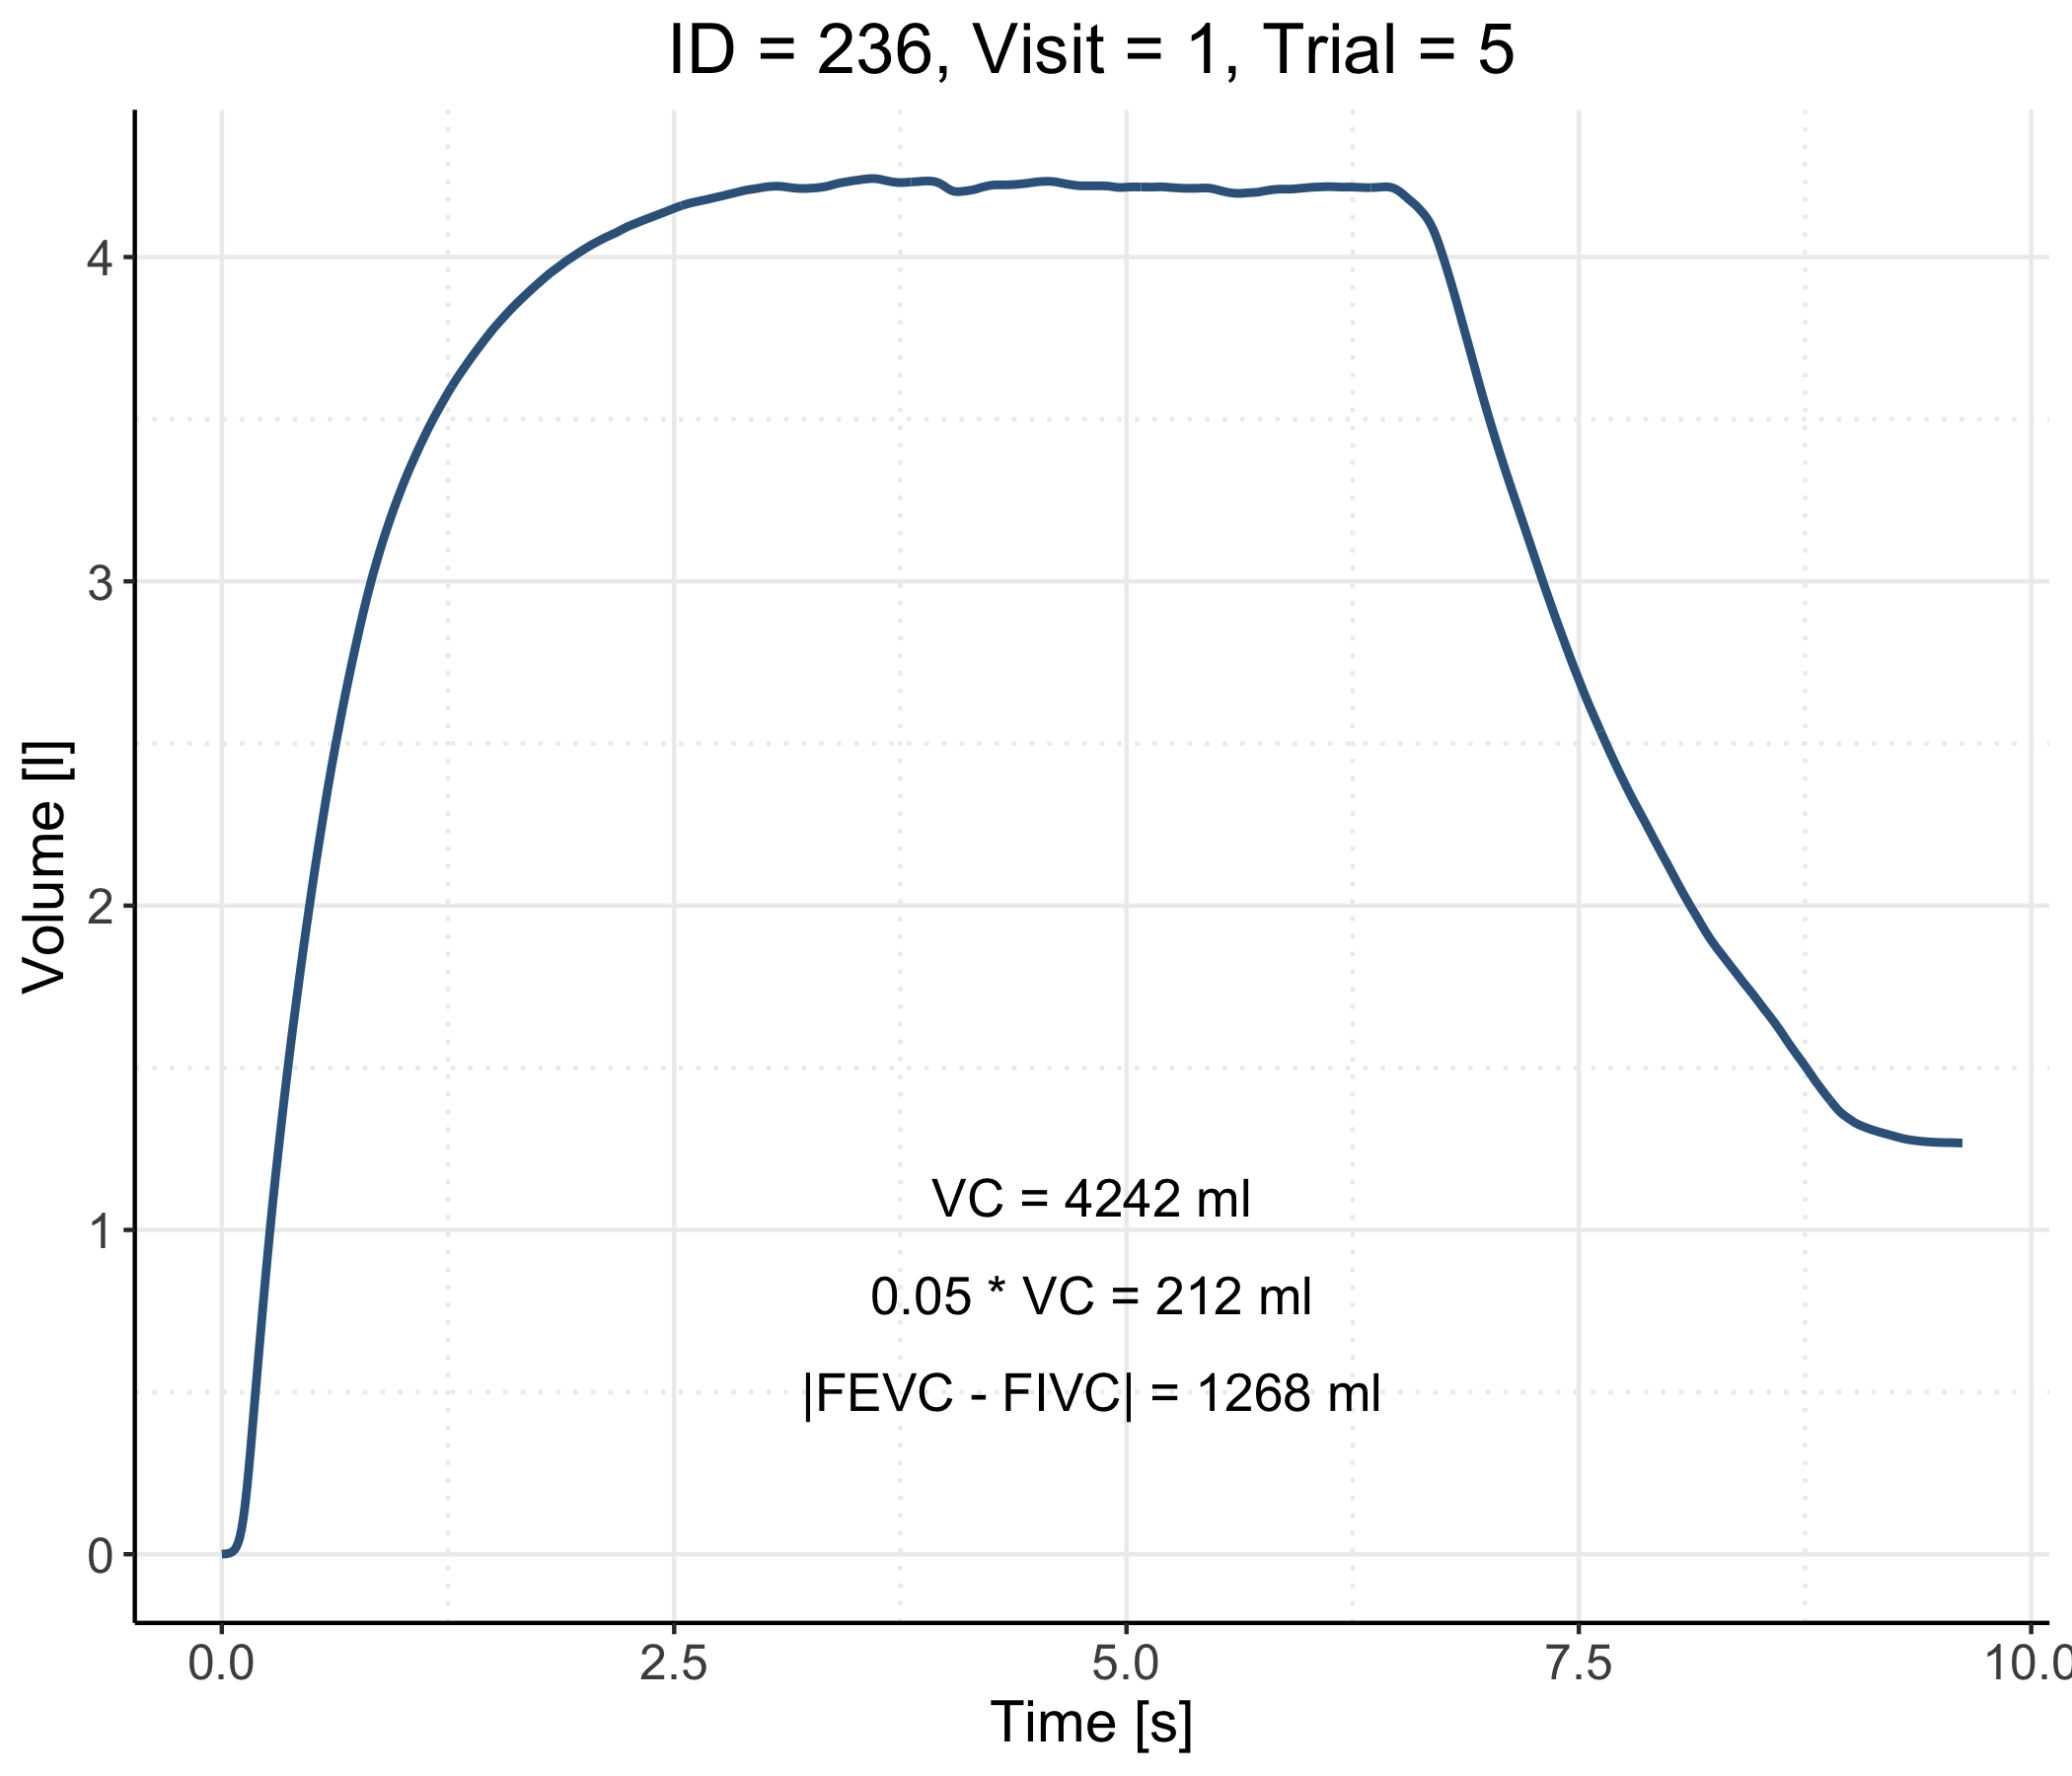 ID = 236, Visit = 1, Trial = 5
4
3
2
1
0
Volume [l]
VC = 4242 ml
0.05 * VC = 212 ml
|FEVC - FIVC| = 1268 ml
0.0 2.5 5.0 7.5 10.0
Time [s]